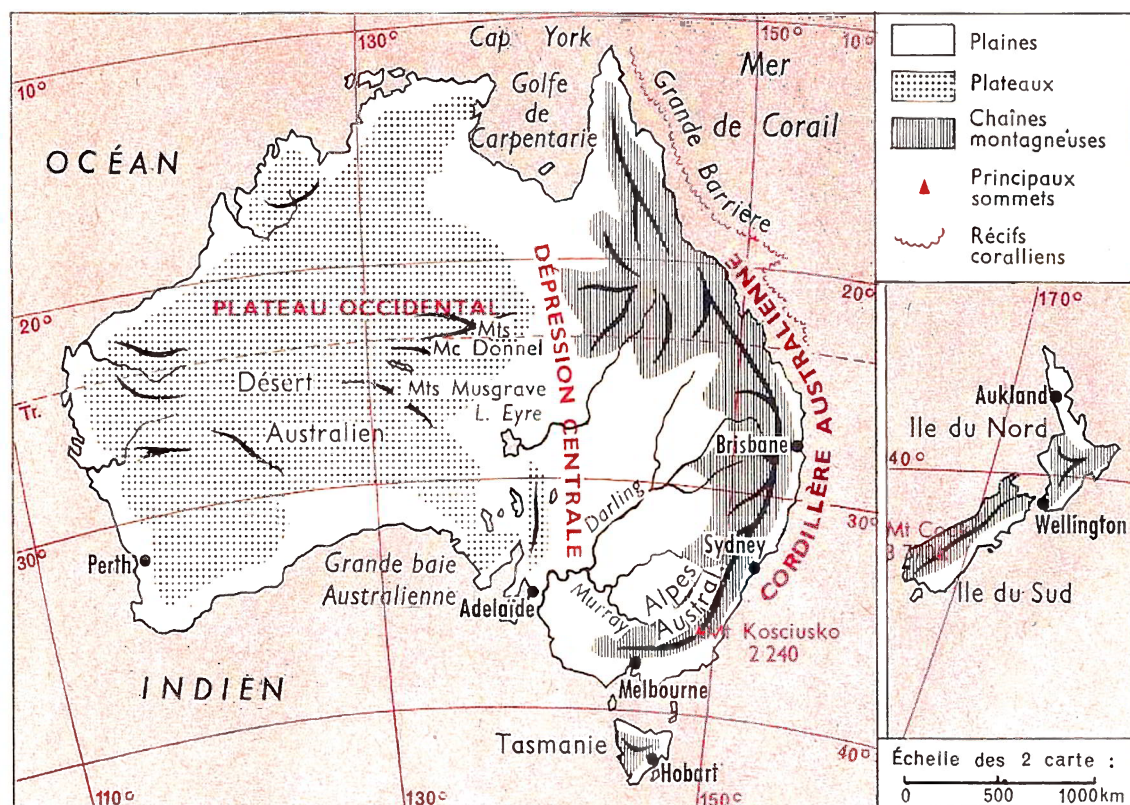 130°
Cap York
150°
10°
Mer
de Corail
10°
Golfe
de
Carpentarie
Grande Barrière
OCÉAN
DÉPRESSION CENTRALE
CORDILLÈRE AUSTRALIENNE
PLATEAU OCCIDENTAL
20°
20°
Mts
Mc Donnel
Désert
Mts Musgrave
Tr.
L. Eyre
Australien
Brisbane
Darling
30°
30°
Perth
Grande baie
Australienne
Adelaïde
Sydney
Murray
Alpes
Austral.
Mt Kosciusko
2 240
INDIEN
Melbourne
Tasmanie
40°
Hobart
110°
130°
150°
Plaines
Plateaux
Chaînes
montagneuses
Principaux
sommets
Récifs
coralliens
170°
Aukland
Ile du Nord
40°
Wellington
Mt
Ile du Sud
Échelle des 2 carte :
0 500 1000km